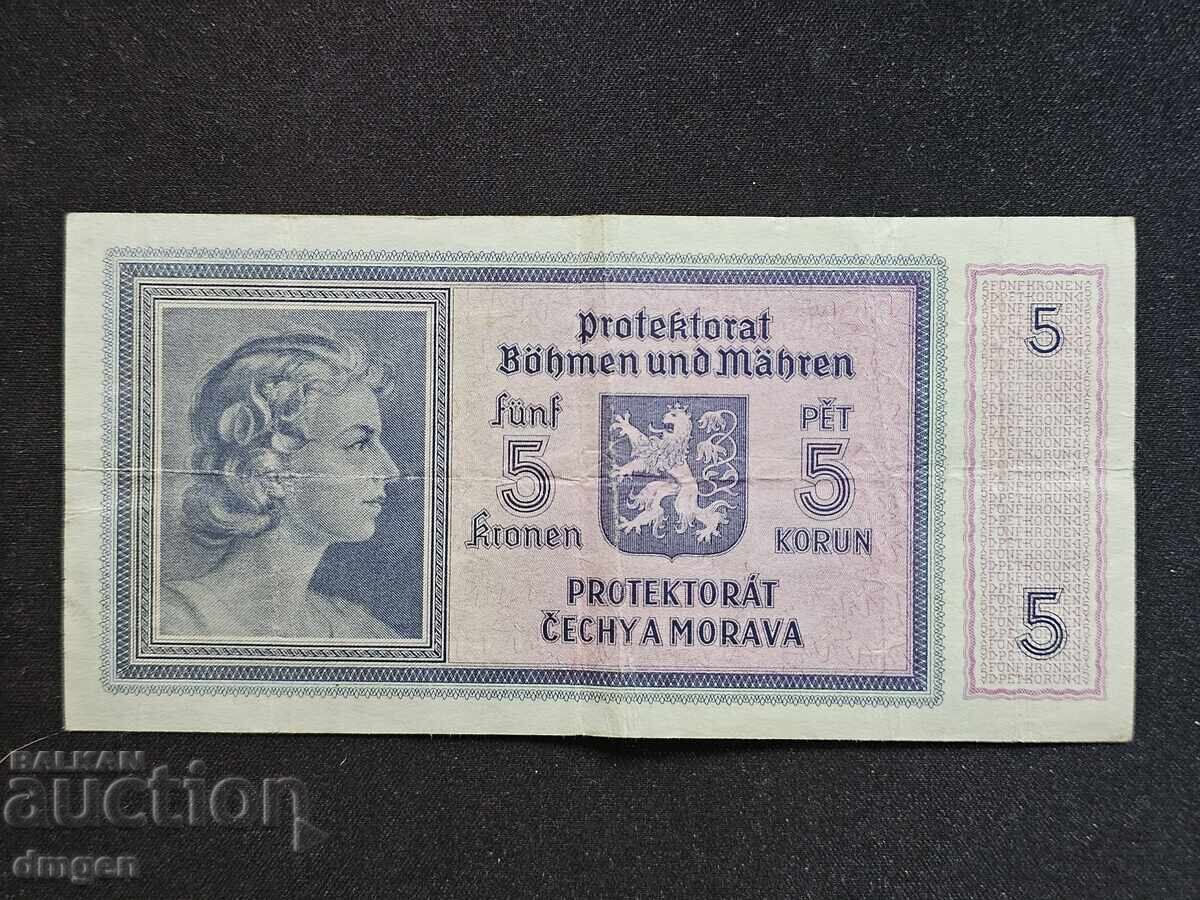 Protektorat
Böhmen und Mähren
Fünf
5
Kronen
PĚT
5
KORUN
PROTEKTORÁT
ČECHY A MORAVA
5
5
BALKAN
auction
dmgen